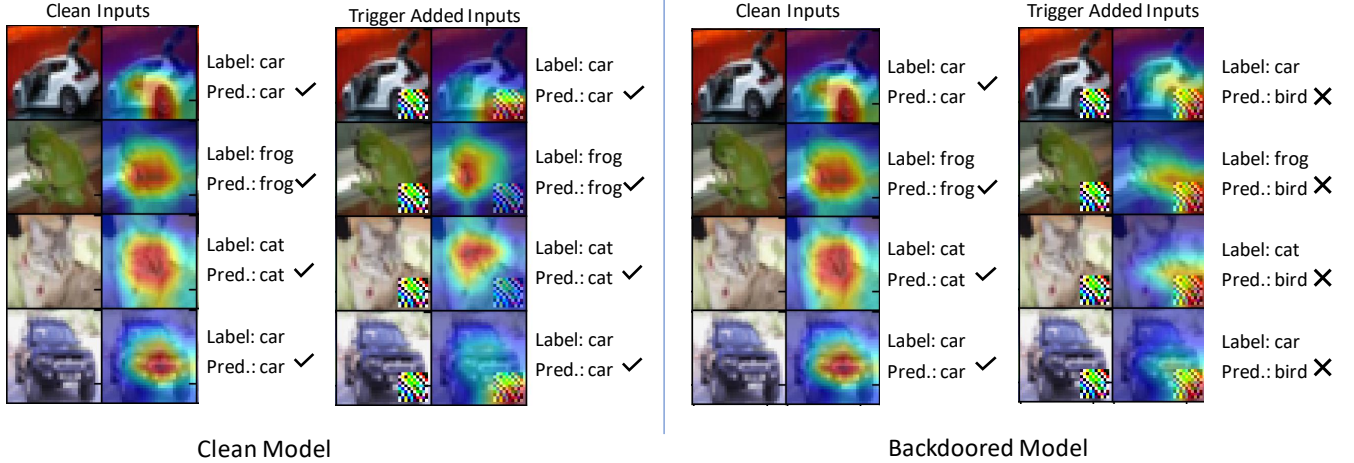 Clean Inputs
Trigger Added Inputs
Label: car
Pred.: car
Label: car
Pred.: car
Label: frog
Pred.: frog
Label: frog
Pred.: frog
Label: cat
Pred.: cat
Label: cat
Pred.: cat
Label: car
Pred.: car
Label: car
Pred.: car
Clean Model
Clean Inputs
Trigger Added Inputs
Label: car
Pred.: car
Label: car
Pred.: bird
Label: frog
Pred.: frog
Label: frog
Pred.: bird
Label: cat
Pred.: cat
Label: cat
Pred.: bird
Label: car
Pred.: car
Label: car
Pred.: bird
Backdoored Model